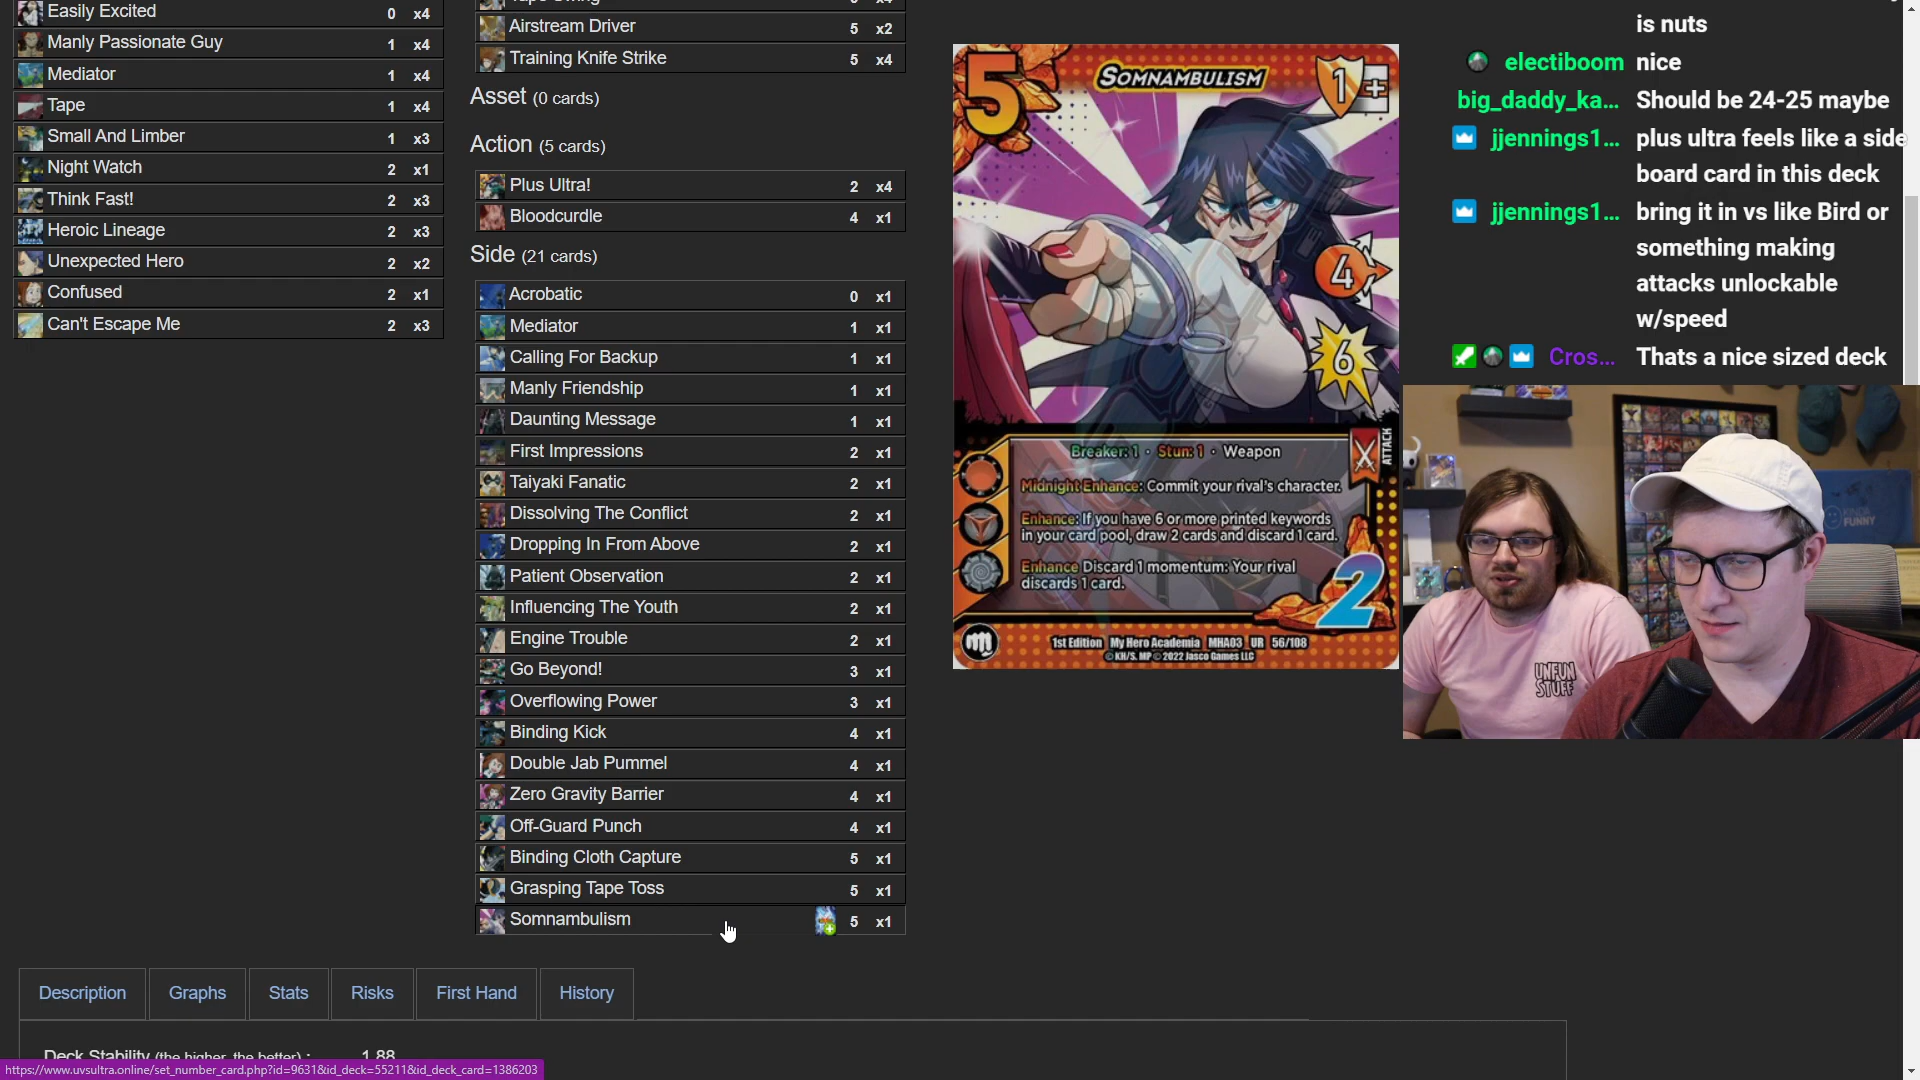 Easily Excited 0 x4
Manly Passionate Guy 1 x4
Mediator 1 x4
Tape 1 x4
Small And Limber 1 x3
Night Watch 2 x1
Think Fast! 2 x3
Heroic Lineage 2 x3
Unexpected Hero 2 x2
Confused 2 x1
Can't Escape Me 2 x3
Airstream Driver 5 x2
Training Knife Strike 5 x4
Asset (0 cards)
Action (5 cards)
Plus Ultra! 2 x4
Bloodcurdle 4 x1
Side (21 cards)
Acrobatic 0 x1
Mediator 1 x1
Calling For Backup 1 x1
Manly Friendship 1 x1
Daunting Message 1 x1
First Impressions 2 x1
Taiyaki Fanatic 2 x1
Dissolving The Conflict 2 x1
Dropping In From Above 2 x1
Patient Observation 2 x1
Influencing The Youth 2 x1
Engine Trouble 2 x1
Go Beyond! 3 x1
Overflowing Power 3 x1
Binding Kick 4 x1
Double Jab Pummel 4 x1
Zero Gravity Barrier 4 x1
Off-Guard Punch 4 x1
Binding Cloth Capture 5 x1
Grasping Tape Toss 5 x1
Somnambulism 5 x1
5 Somnambulism 1 +
4
6
Breaker: 1 · Stun: 1 · Weapon
ATTACK
Midnight Enhance: Commit your rival's character.
Enhance: If you have 6 or more printed keywords
in your card pool, draw 2 cards and discard 1 card.
Enhance Discard 1 momentum: Your rival
discards 1 card.
2
1st Edition My Hero Academia MHA03 UR 56/108
©KH/S. MP © 2022 Jasco Games LLC
is nuts
electiboom nice
big_daddy_ka... Should be 24-25 maybe
jjennings1... plus ultra feels like a side
board card in this deck
jjennings1... bring it in vs like Bird or
something making
attacks unlockable
w/speed
Cros... Thats a nice sized deck
KINDA
FUNNY
UNFUN
STUFF
Description Graphs Stats Risks First Hand History
Deck Stability (the higher, the better) : 1.88
https://www.uvsultra.online/set_number_card.php?id=9631&id_deck=55211&id_deck_card=1386203